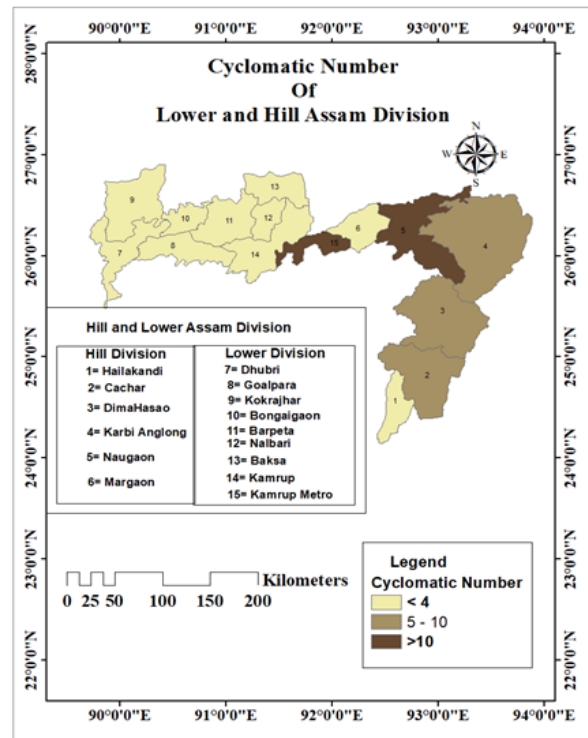 90°0'0"E 91°0'0"E 92°0'0"E 93°0'0"E 94°0'0"E
28°0'0"N
27°0'0"N
26°0'0"N
25°0'0"N
24°0'0"N
23°0'0"N
22°0'0"N
Cyclomatic Number
Of
Lower and Hill Assam Division
N
W E
S
13
9
10
11
12
6
5
4
7
8
14
15
3
2
1
Hill and Lower Assam Division
Hill Division
1= Hailakandi
2= Cachar
3= DimaHasao
4= Karbi Anglong
5= Naugaon
6= Margaon
Lower Division
7= Dhubri
8= Goalpara
9= Kokrajhar
10= Bongaigaon
11= Barpeta
12= Nalbari
13= Baksa
14= Kamrup
15= Kamrup Metro
Kilometers
0 25 50 100 150 200
Legend
Cyclomatic Number
< 4
5 - 10
>10
28°0'0"N
27°0'0"N
26°0'0"N
25°0'0"N
24°0'0"N
23°0'0"N
22°0'0"N
90°0'0"E 91°0'0"E 92°0'0"E 93°0'0"E 94°0'0"E